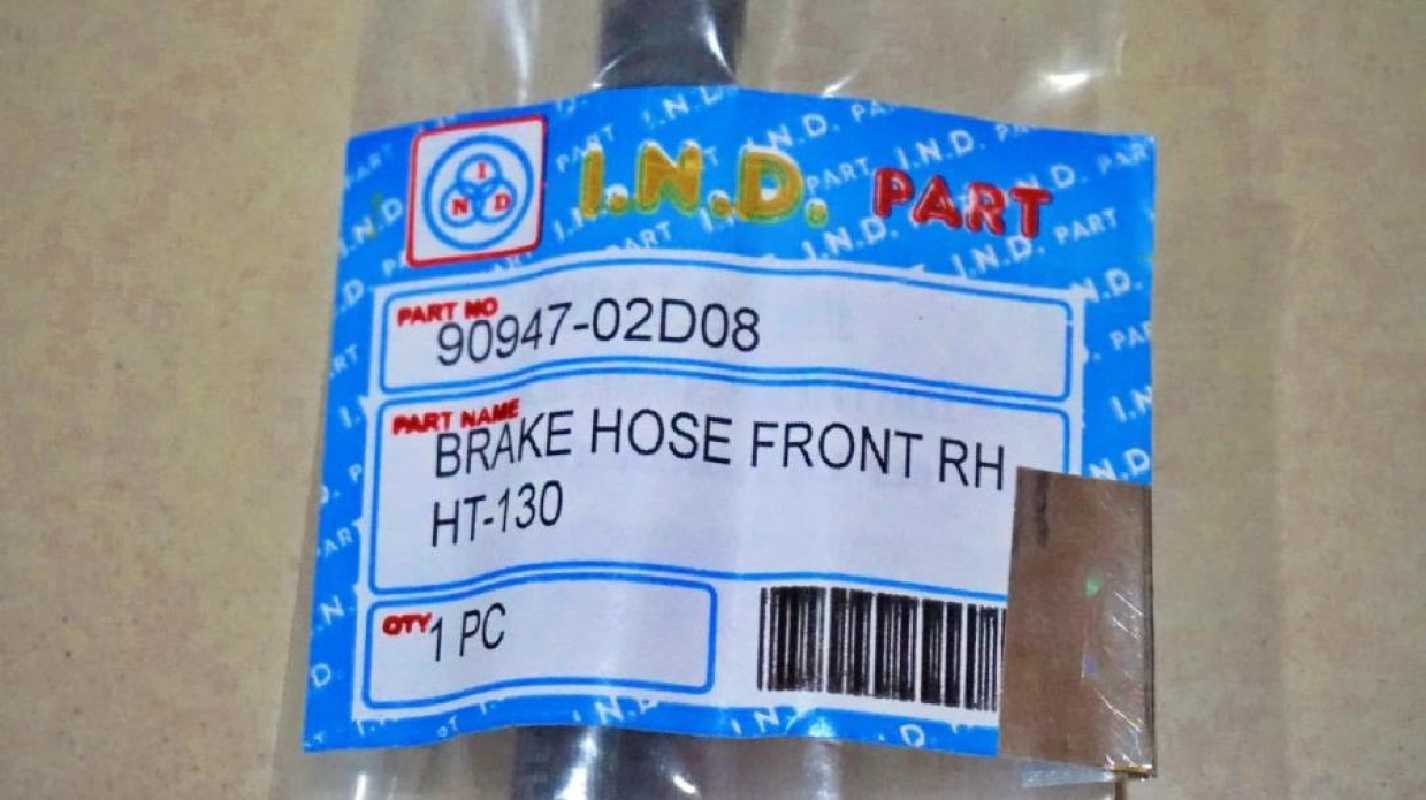 I
N D
I.N.D. PART
PART NO
90947-02D08
PART NAME
BRAKE HOSE FRONT RH
HT-130
QTY
1 PC